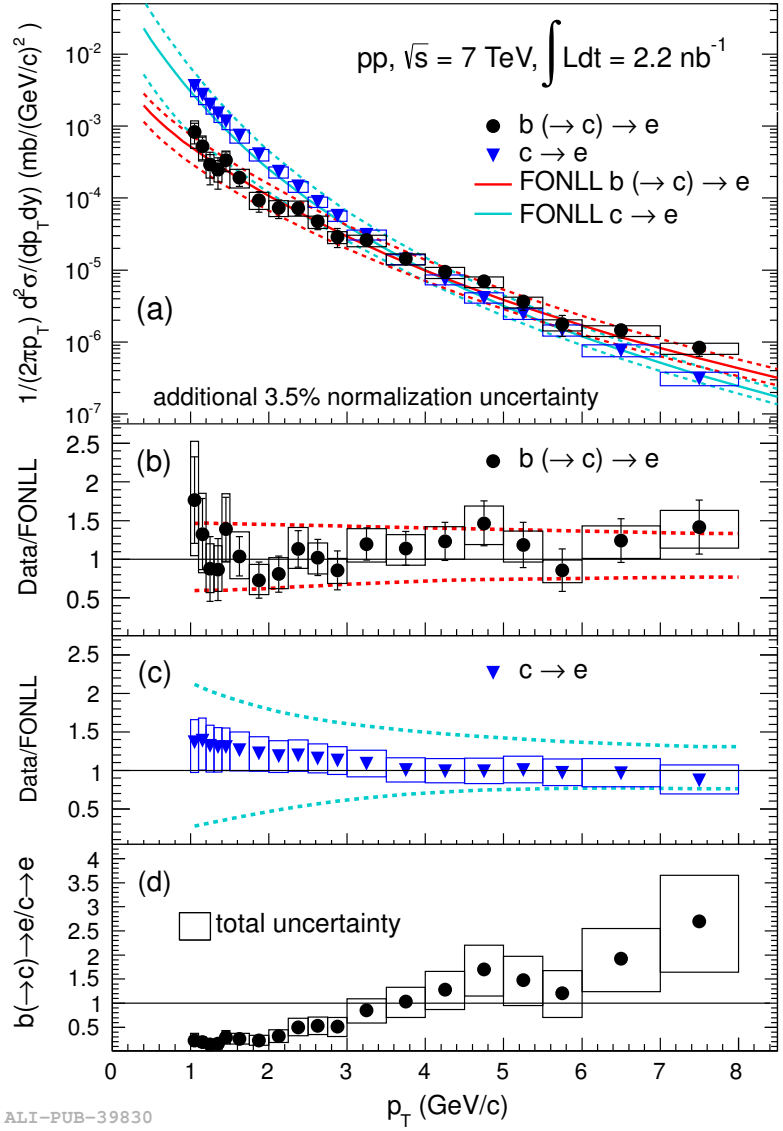 1/(2πp_T) d²σ/(dp_Tdy) (mb/(GeV/c)²)
10⁻²
10⁻³
10⁻⁴
10⁻⁵
10⁻⁶
10⁻⁷
pp, √s = 7 TeV, ∫Ldt = 2.2 nb⁻¹
b (→ c) → e
c → e
FONLL b (→ c) → e
FONLL c → e
(a)
additional 3.5% normalization uncertainty
Data/FONLL
2.5
2
1.5
1
0.5
(b)
b (→ c) → e
Data/FONLL
2.5
2
1.5
1
0.5
(c)
c → e
b(→c)→e/c→e
4
3.5
3
2.5
2
1.5
1
0.5
(d)
total uncertainty
0 1 2 3 4 5 6 7 8
p_T (GeV/c)
ALI-PUB-39830